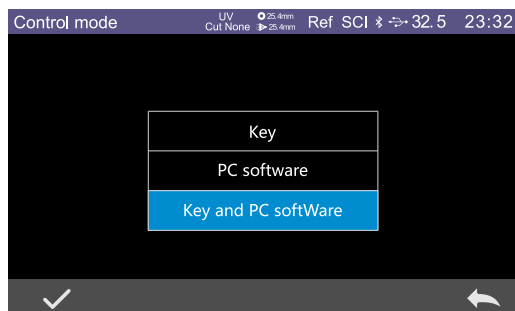 Control mode UV 25.4mm Ref SCI 32.5 23:32
Cut None 25.4mm
Key
PC software
Key and PC softWare